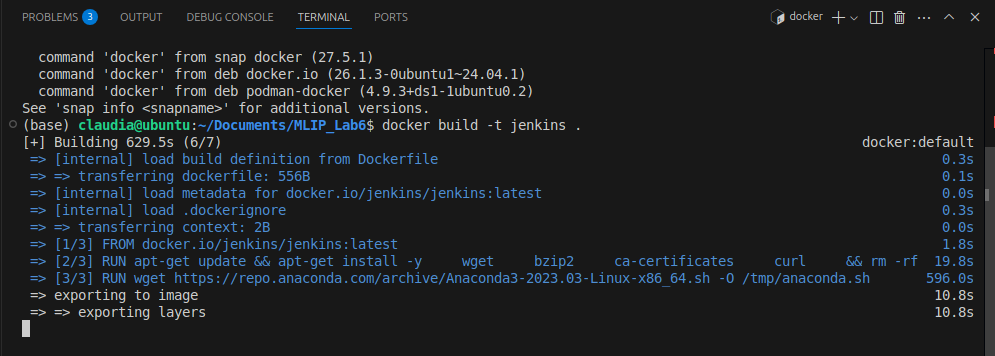 PROBLEMS 3 OUTPUT DEBUG CONSOLE TERMINAL PORTS docker
command 'docker' from snap docker (27.5.1)
command 'docker' from deb docker.io (26.1.3-0ubuntu1~24.04.1)
command 'docker' from deb podman-docker (4.9.3+ds1-1ubuntu0.2)
See 'snap info <snapname>' for additional versions.
(base) claudia@ubuntu:~/Documents/MLIP_Lab6$ docker build -t jenkins .
[+] Building 629.5s (6/7) docker:default
=> [internal] load build definition from Dockerfile 0.3s
=> => transferring dockerfile: 556B 0.1s
=> [internal] load metadata for docker.io/jenkins/jenkins:latest 0.0s
=> [internal] load .dockerignore 0.3s
=> => transferring context: 2B 0.0s
=> [1/3] FROM docker.io/jenkins/jenkins:latest 1.8s
=> [2/3] RUN apt-get update && apt-get install -y wget bzip2 ca-certificates curl && rm -rf 19.8s
=> [3/3] RUN wget https://repo.anaconda.com/archive/Anaconda3-2023.03-Linux-x86_64.sh -O /tmp/anaconda.sh 596.0s
=> exporting to image 10.8s
=> => exporting layers 10.8s